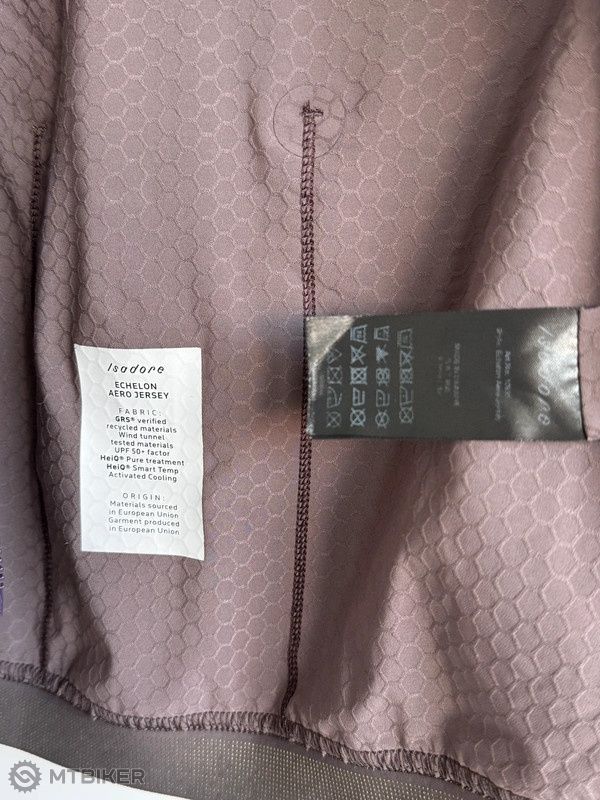 Isadore
ECHELON
AERO JERSEY
FABRIC:
GRS® verified
recycled materials
Wind tunnel
tested materials
UPF 50+ factor
HeiQ® Pure treatment
HeiQ® Smart Temp
Activated Cooling
ORIGIN:
Materials sourced
in European Union
Garment produced
in European Union
Isadore
MTBIKER